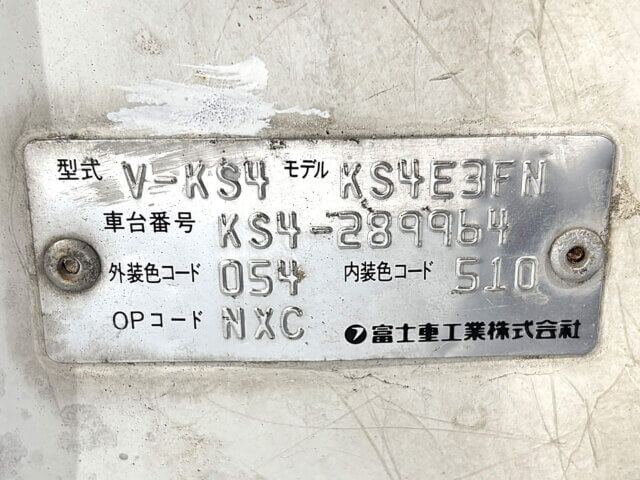 型式 V-KS4 モデル KS4E3FN
車台番号 KS4-289964
外装色コード 054 内装色コード 510
OPコード NXC 富士重工業株式会社